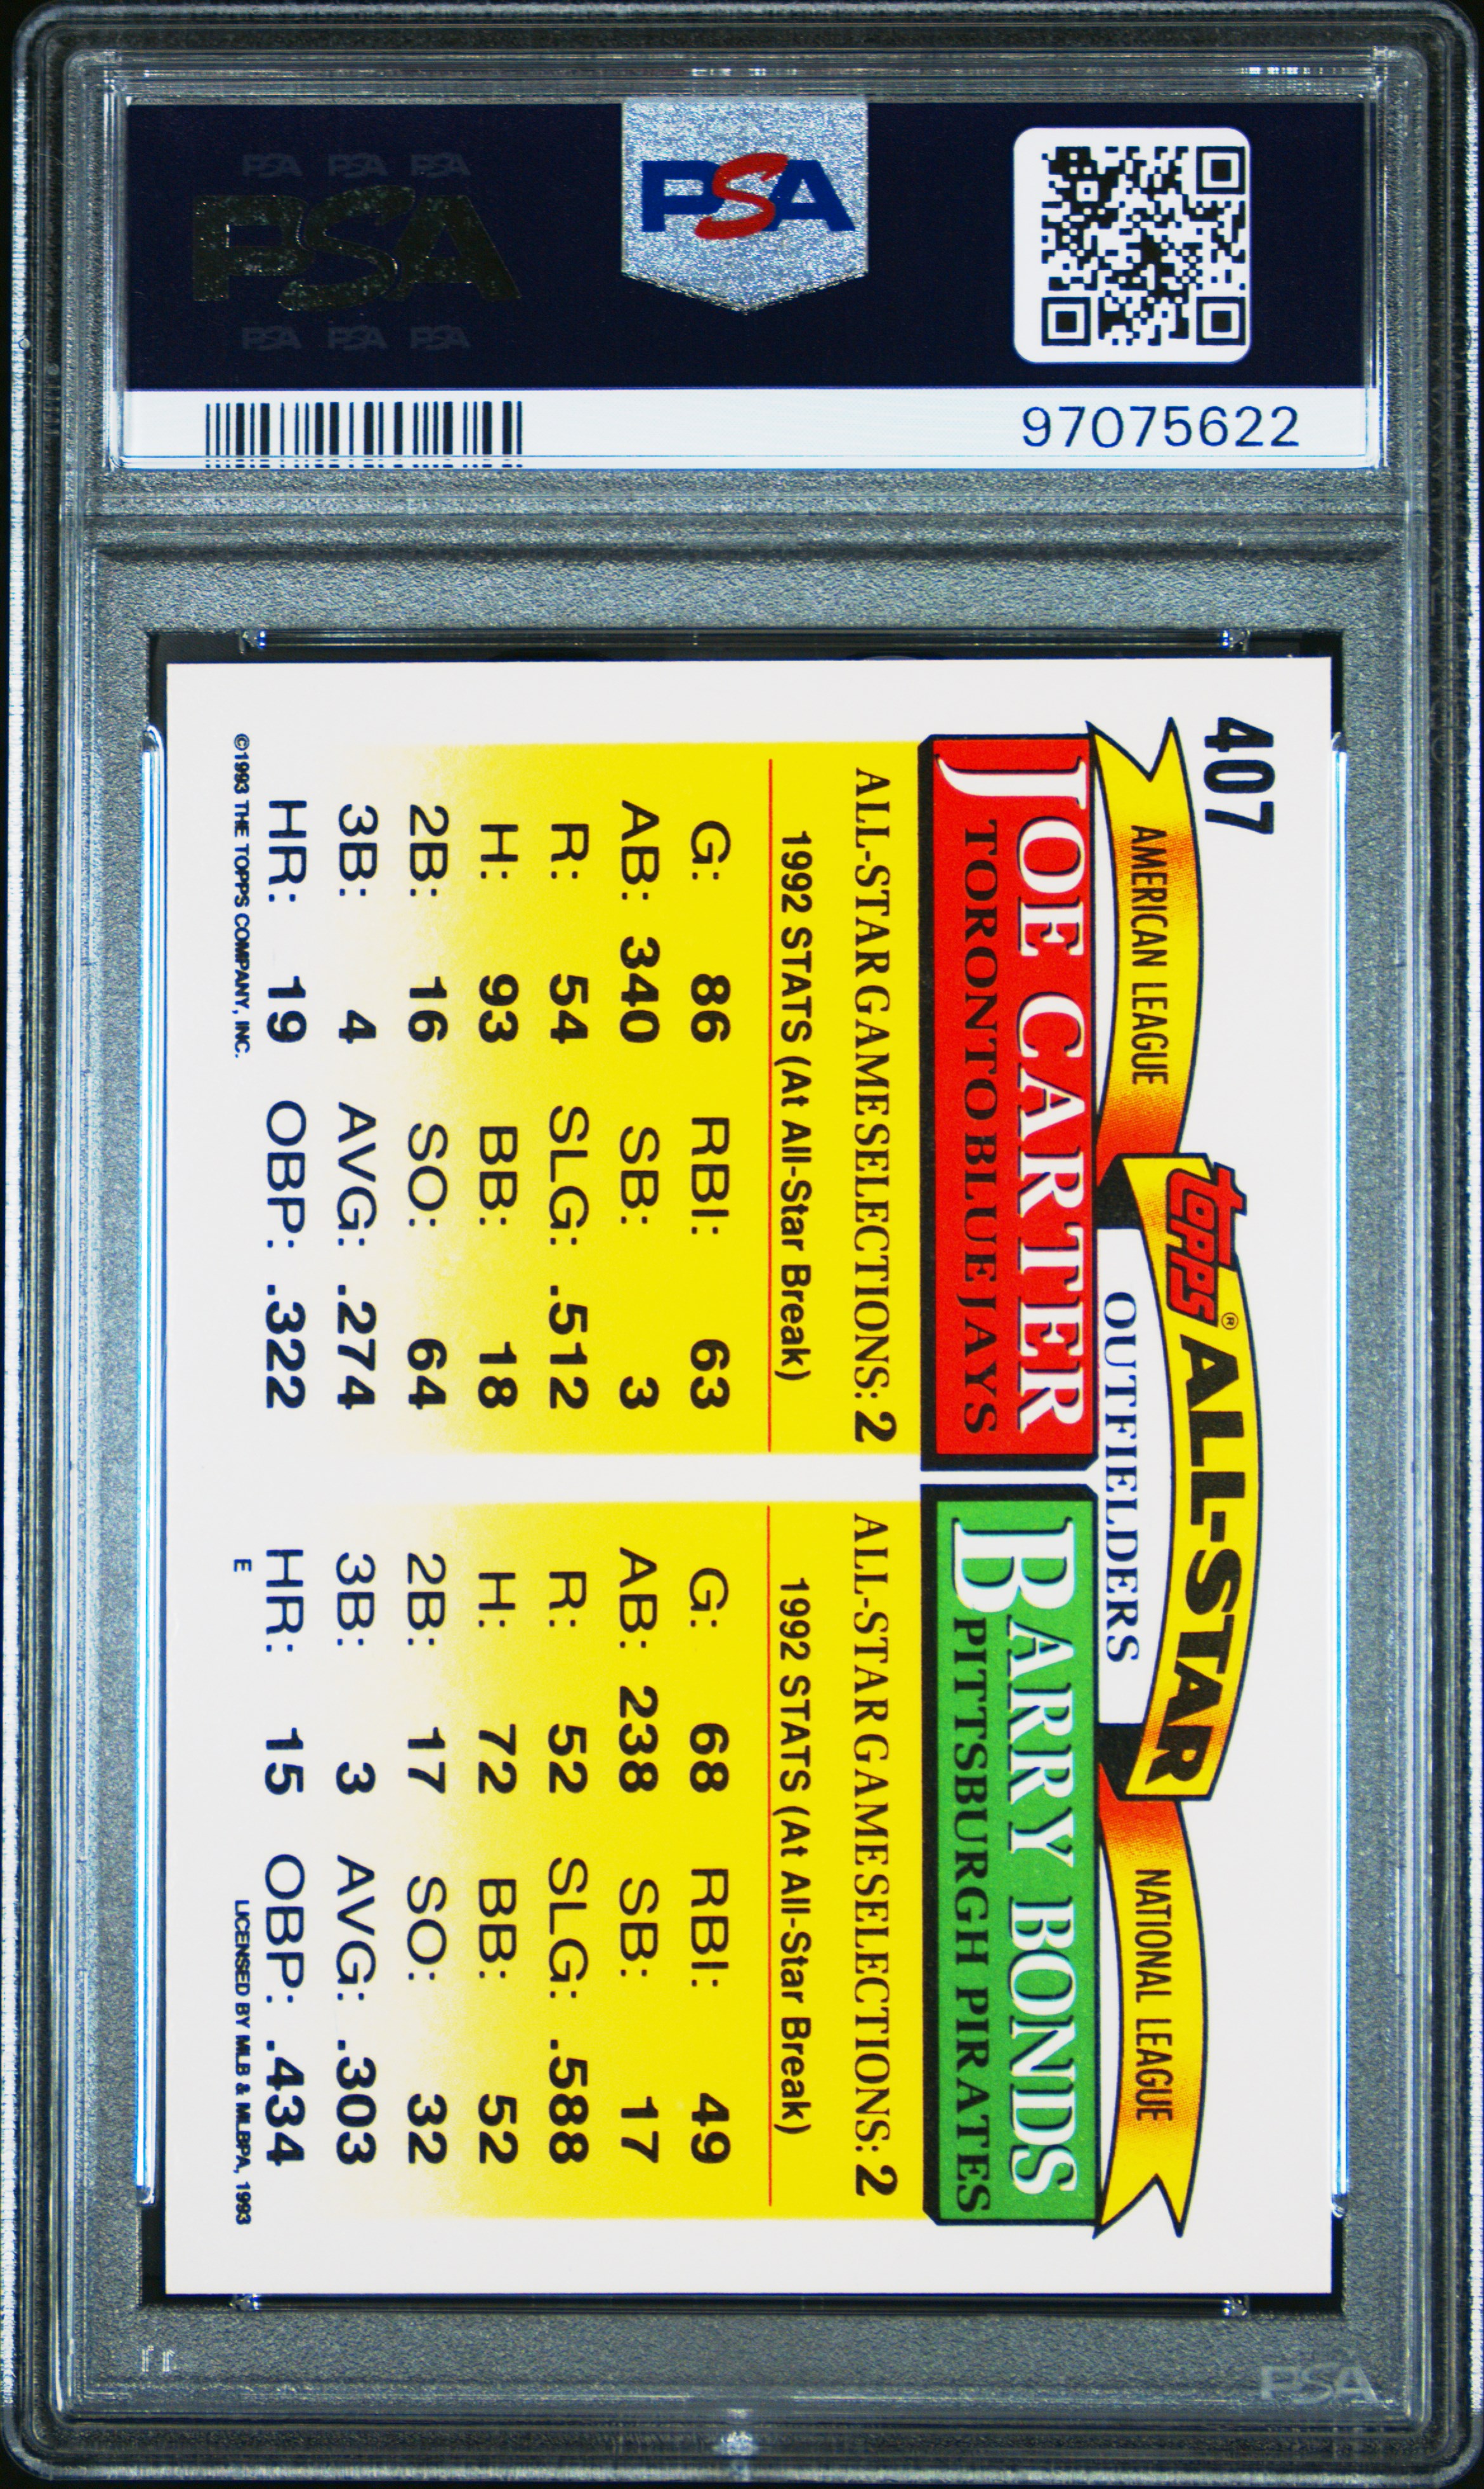 PSA PSA PSA
PSA
PSA PSA PSA
PSA
97075622
407
AMERICAN LEAGUE
TOPPS® ALL-STAR
NATIONAL LEAGUE
OUTFIELDERS
JOE CARTER
TORONTO BLUE JAYS
ALL-STAR GAME SELECTIONS: 2
1992 STATS (At All-Star Break)
G: 86 RBI: 63
AB: 340 SB: 3
R: 54 SLG: .512
H: 93 BB: 18
2B: 16 SO: 64
3B: 4 AVG: .274
HR: 19 OBP: .322
BARRY BONDS
PITTSBURGH PIRATES
ALL-STAR GAME SELECTIONS: 2
1992 STATS (At All-Star Break)
G: 68 RBI: 49
AB: 238 SB: 17
R: 52 SLG: .588
H: 72 BB: 52
2B: 17 SO: 32
3B: 3 AVG: .303
HR: 15 OBP: .434
©1993 THE TOPPS COMPANY, INC.
E
LICENSED BY MLB & MLBPA, 1993
PSA